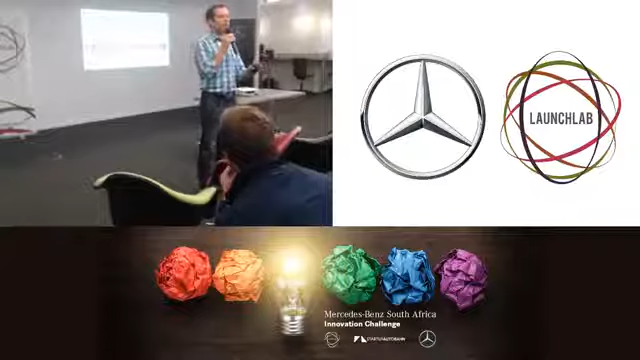 LAUNCHLAB
Mercedes-Benz South Africa
Innovation Challenge
STARTUP AUTOBAHN